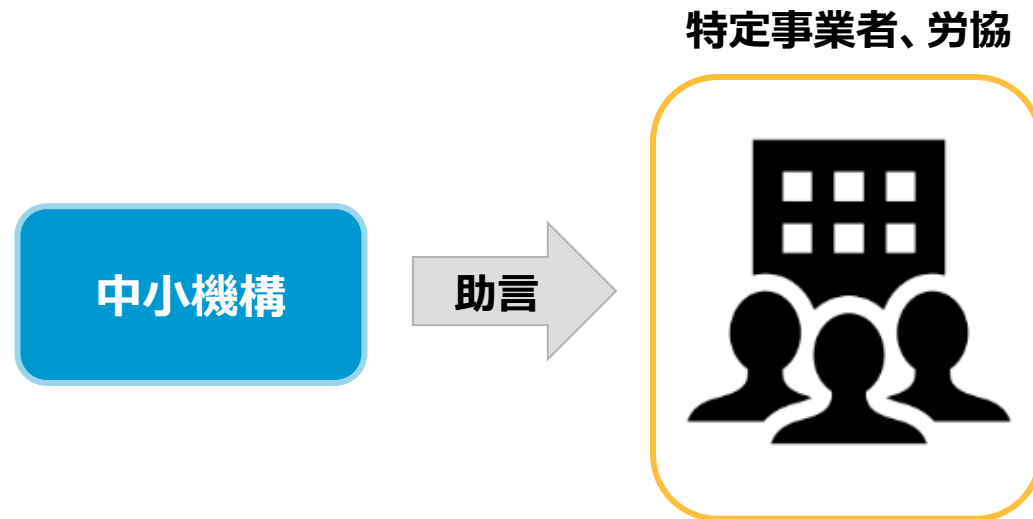 特定事業者、労協
中小機構
助言